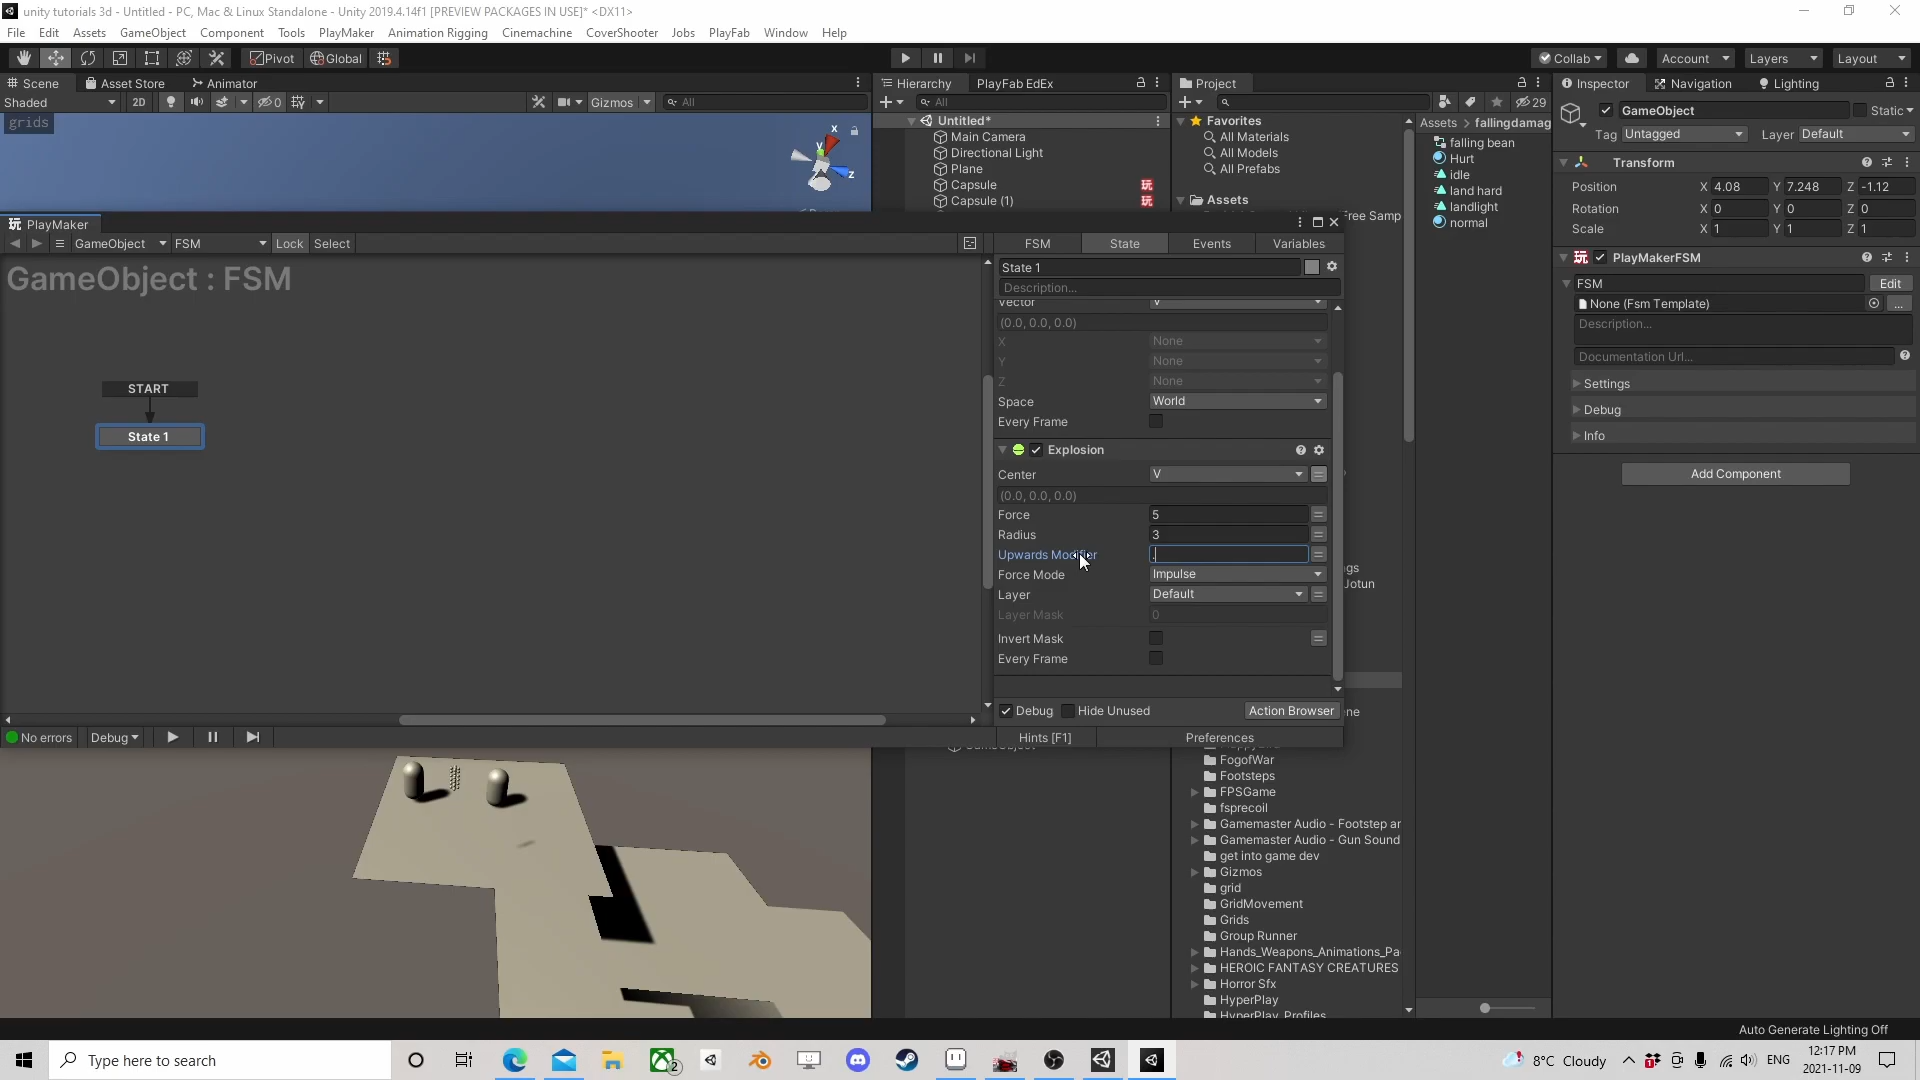 unity tutorials 3d - Untitled - PC, Mac & Linux Standalone - Unity 2019.4.14f1 [PREVIEW PACKAGES IN USE]* <DX11>
File Edit Assets GameObject Component Tools PlayMaker Animation Rigging Cinemachine CoverShooter Jobs PlayFab Window Help
Pivot Global Collab Account Layers Layout
Scene Asset Store Animator Hierarchy PlayFab EdEx Project Inspector Navigation Lighting
Shaded 2D 0 Gizmos All All 29
grids
x
y
z
Untitled*
Main Camera
Directional Light
Plane
Capsule 玩
Capsule (1) 玩
Favorites
All Materials
All Models
All Prefabs
Assets
Free Samp
Assets > fallingdamag
falling bean
Hurt
idle
land hard
landlight
normal
GameObject Static
Tag Untagged Layer Default
Transform
Position X 4.08 Y 7.248 Z -1.12
Rotation X 0 Y 0 Z 0
Scale X 1 Y 1 Z 1
玩 PlayMakerFSM
FSM Edit
None (Fsm Template) ...
Description...
Documentation Url...
Settings
Debug
Info
Add Component
玩 PlayMaker
GameObject FSM Lock Select
GameObject : FSM
START
State 1
FSM State Events Variables
State 1
Description...
Vector V
(0.0, 0.0, 0.0)
X None
Y None
Z None
Space World
Every Frame
Explosion
Center V
(0.0, 0.0, 0.0)
Force 5
Radius 3
Upwards Modifier .
Force Mode Impulse
Layer Default
Layer Mask 0
Invert Mask
Every Frame
Debug Hide Unused Action Browser
No errors Debug Hints [F1] Preferences
gs
Jotun
ne
FogofWar
Footsteps
FPSGame
fsprecoil
Gamemaster Audio - Footstep ar
Gamemaster Audio - Gun Sound
get into game dev
Gizmos
grid
GridMovement
Grids
Group Runner
Hands_Weapons_Animations_Pa
HEROIC FANTASY CREATURES
Horror Sfx
HyperPlay
HyperPlay_Profiles
Auto Generate Lighting Off
Type here to search
2
8°C Cloudy
ENG
12:17 PM
2021-11-09